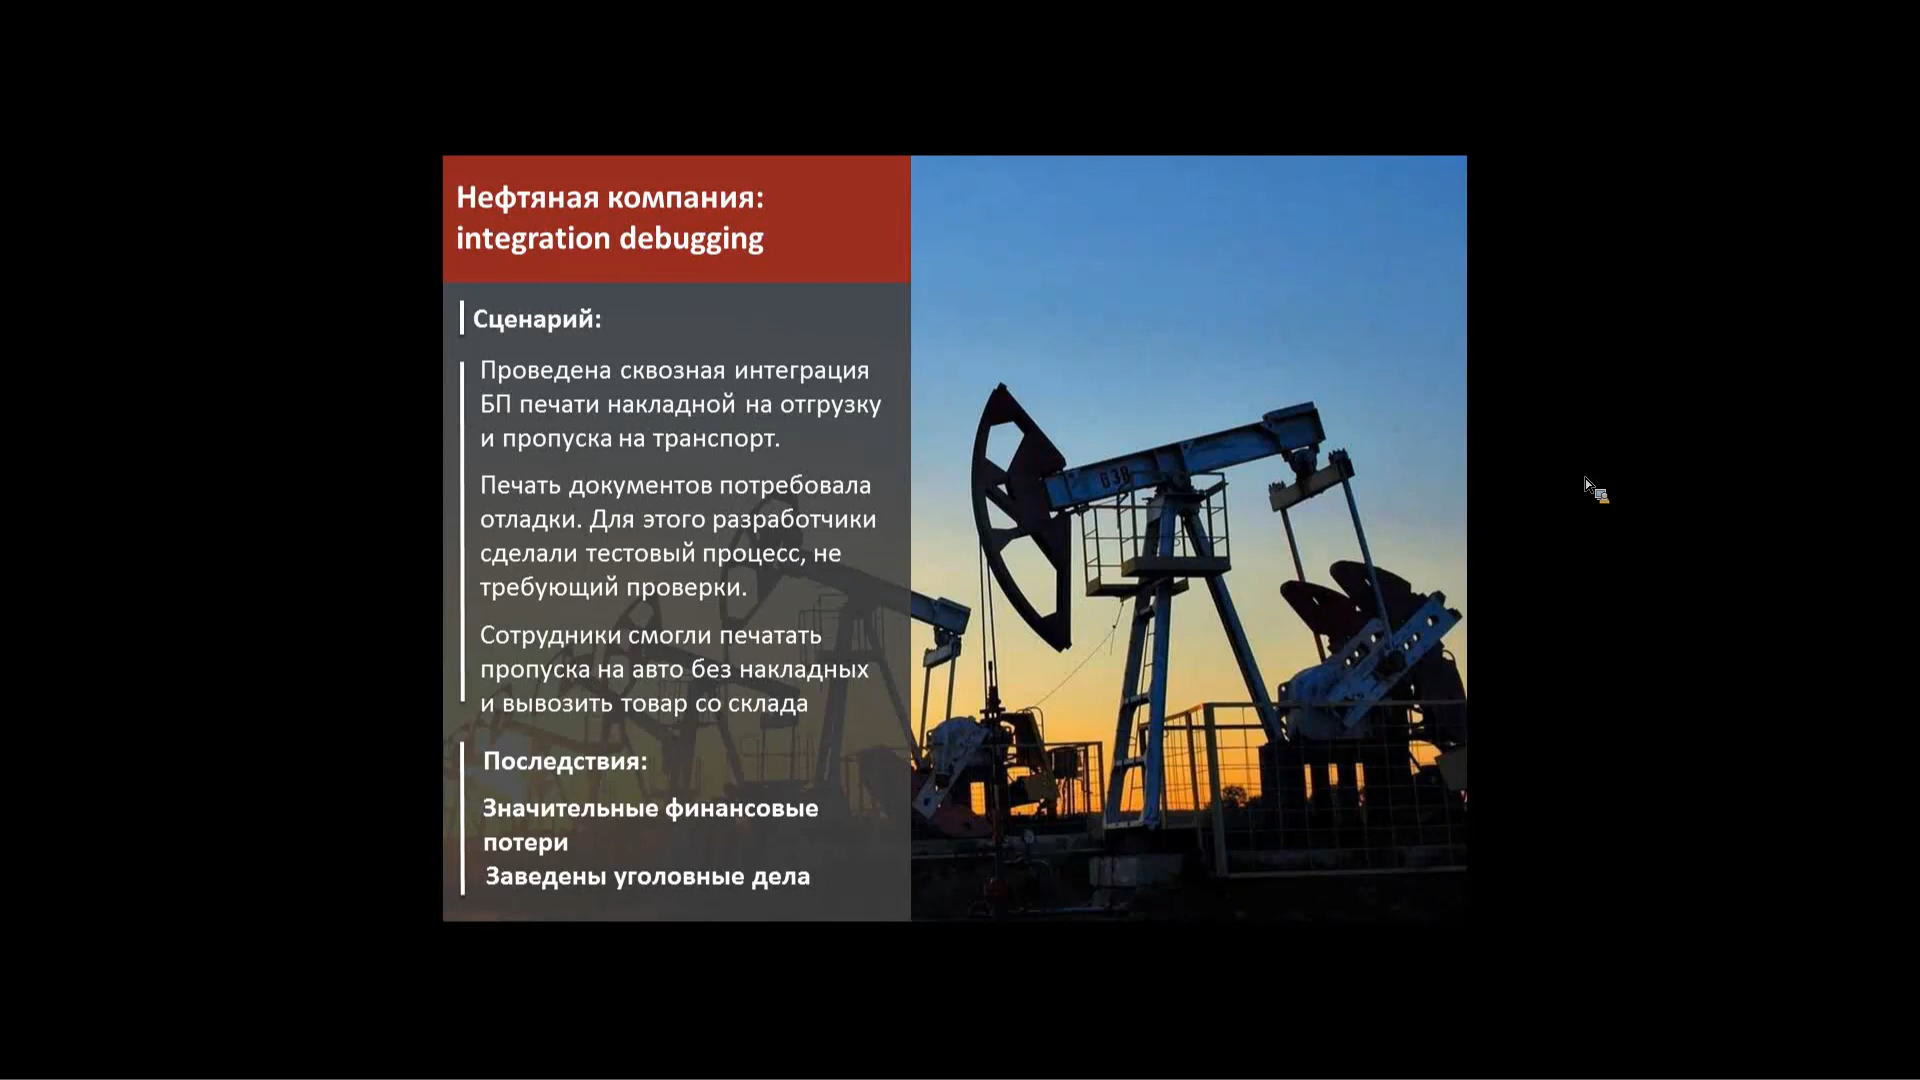 Нефтяная компания:
integration debugging
Сценарий:
Проведена сквозная интеграция
БП печати накладной на отгрузку
и пропуска на транспорт.
Печать документов потребовала
отладки. Для этого разработчики
сделали тестовый процесс, не
требующий проверки.
Сотрудники смогли печатать
пропуска на авто без накладных
и вывозить товар со склада
Последствия:
Значительные финансовые
потери
Заведены уголовные дела
638